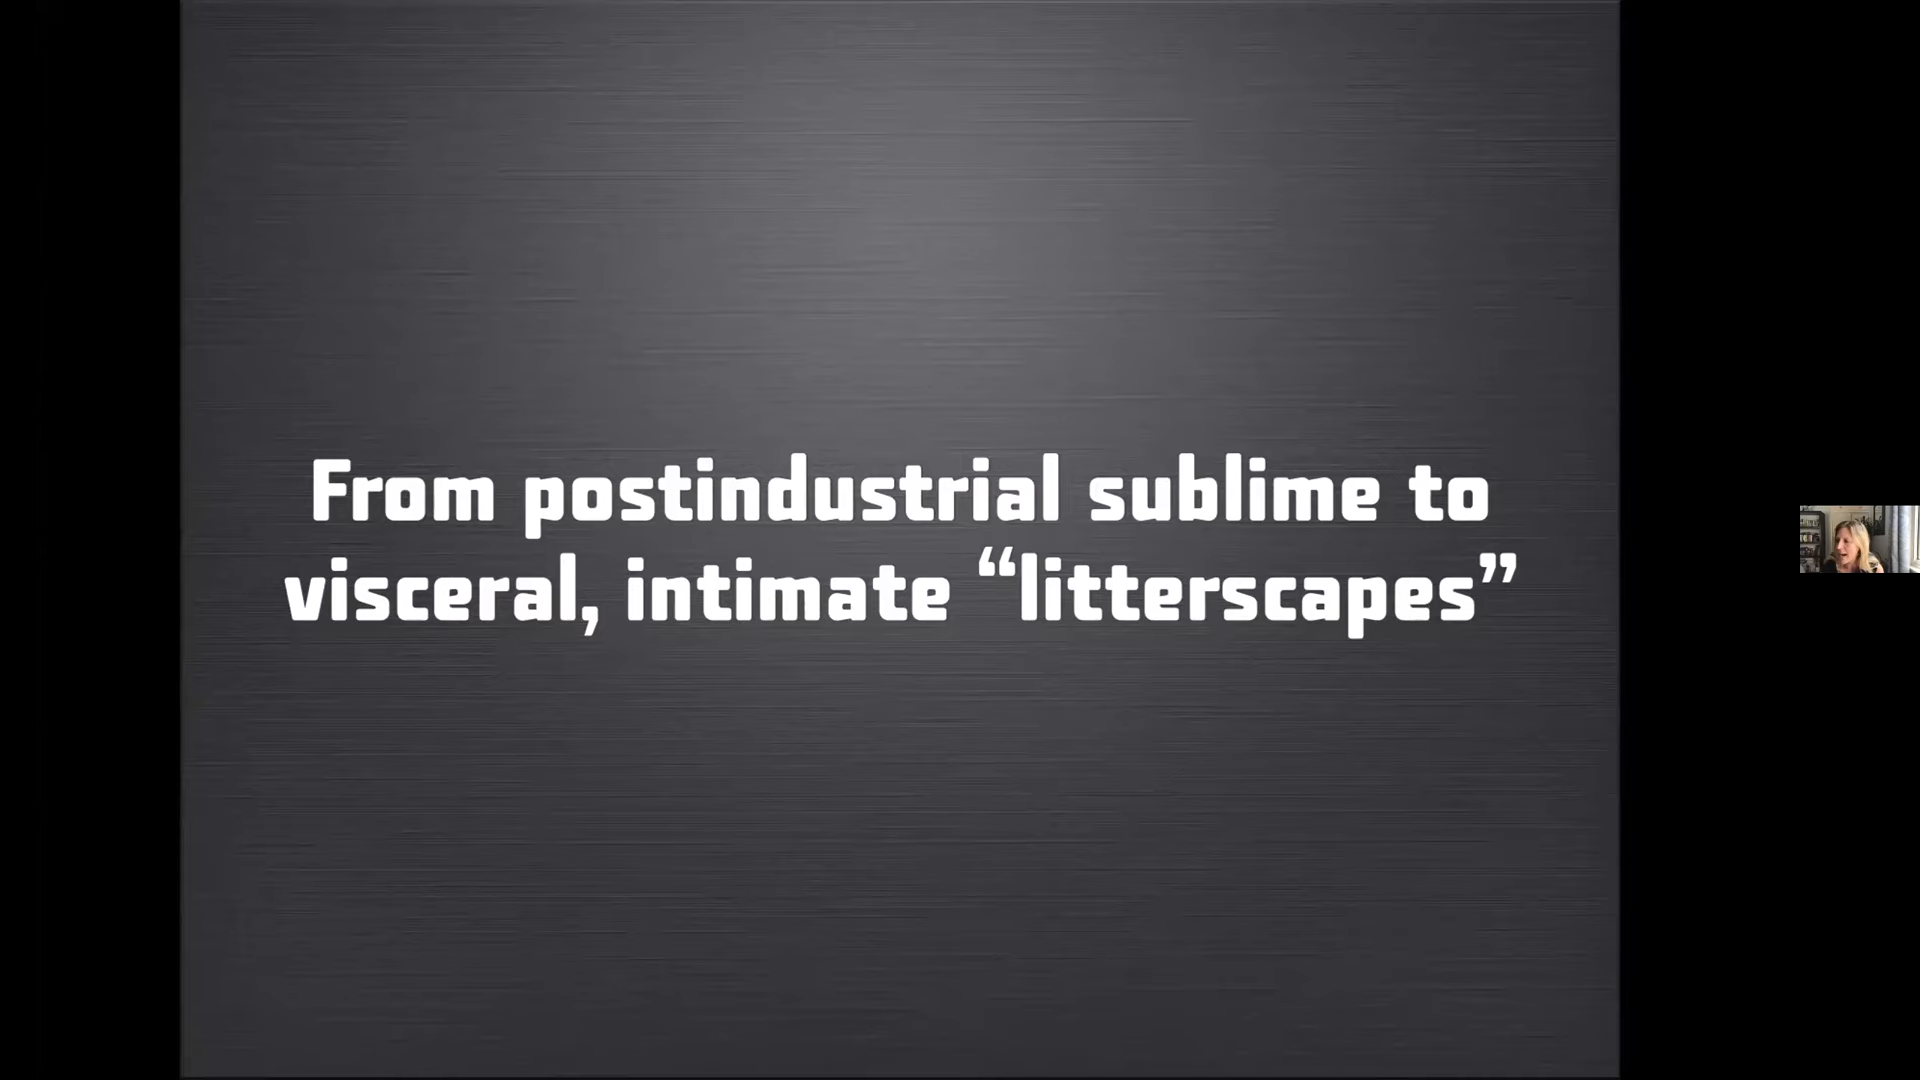 From postindustrial sublime to
visceral, intimate “litterscapes”